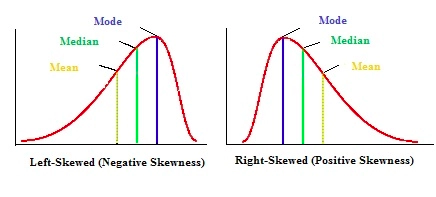 Mode
Median
Mean
Left-Skewed (Negative Skewness)
Mode
Median
Mean
Right-Skewed (Positive Skewness)